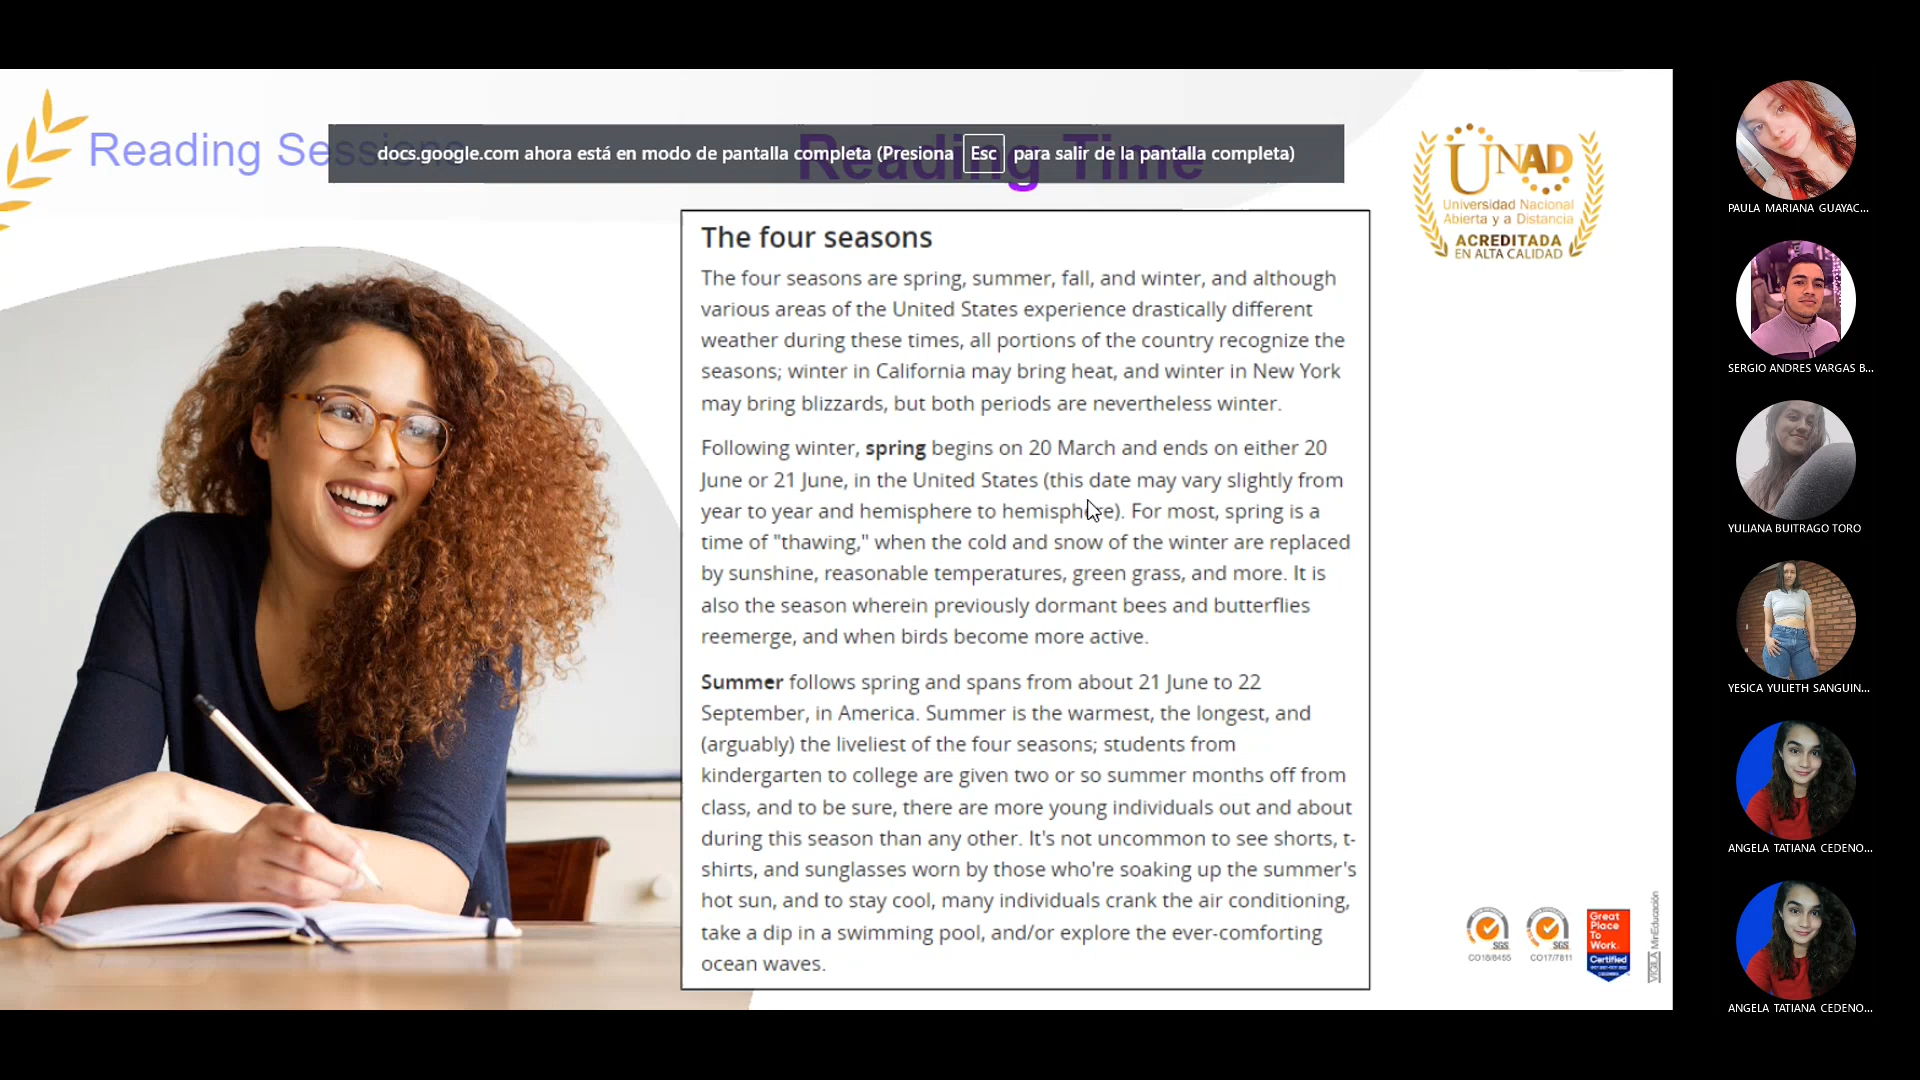 Reading Se
Reading Time
docs.google.com ahora está en modo de pantalla completa (Presiona Esc para salir de la pantalla completa)
The four seasons
The four seasons are spring, summer, fall, and winter, and although
various areas of the United States experience drastically different
weather during these times, all portions of the country recognize the
seasons; winter in California may bring heat, and winter in New York
may bring blizzards, but both periods are nevertheless winter.
Following winter, spring begins on 20 March and ends on either 20
June or 21 June, in the United States (this date may vary slightly from
year to year and hemisphere to hemisphere). For most, spring is a
time of "thawing," when the cold and snow of the winter are replaced
by sunshine, reasonable temperatures, green grass, and more. It is
also the season wherein previously dormant bees and butterflies
reemerge, and when birds become more active.
Summer follows spring and spans from about 21 June to 22
September, in America. Summer is the warmest, the longest, and
(arguably) the liveliest of the four seasons; students from
kindergarten to college are given two or so summer months off from
class, and to be sure, there are more young individuals out and about
during this season than any other. It's not uncommon to see shorts, t-
shirts, and sunglasses worn by those who're soaking up the summer's
hot sun, and to stay cool, many individuals crank the air conditioning,
take a dip in a swimming pool, and/or explore the ever-comforting
ocean waves.
UNAD
Universidad Nacional
Abierta y a Distancia
ACREDITADA
EN ALTA CALIDAD
SGS
CO18/8455
SGS
CO17/7811
Great
Place
To
Work.
Certified
VIGILADA MinEducación
PAULA MARIANA GUAYAC...
SERGIO ANDRES VARGAS B...
YULIANA BUITRAGO TORO
YESICA YULIETH SANGUIN...
ANGELA TATIANA CEDENO...
ANGELA TATIANA CEDENO...